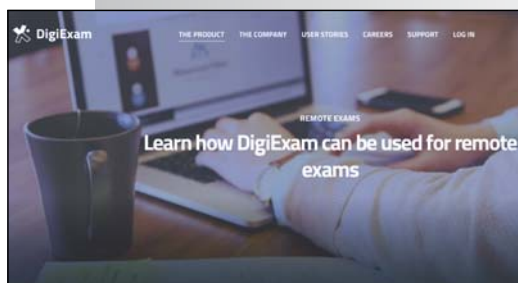 DigiExam
THE PRODUCT THE COMPANY USER STORIES CAREERS SUPPORT LOG IN
REMOTE EXAMS
Learn how DigiExam can be used for remote
exams